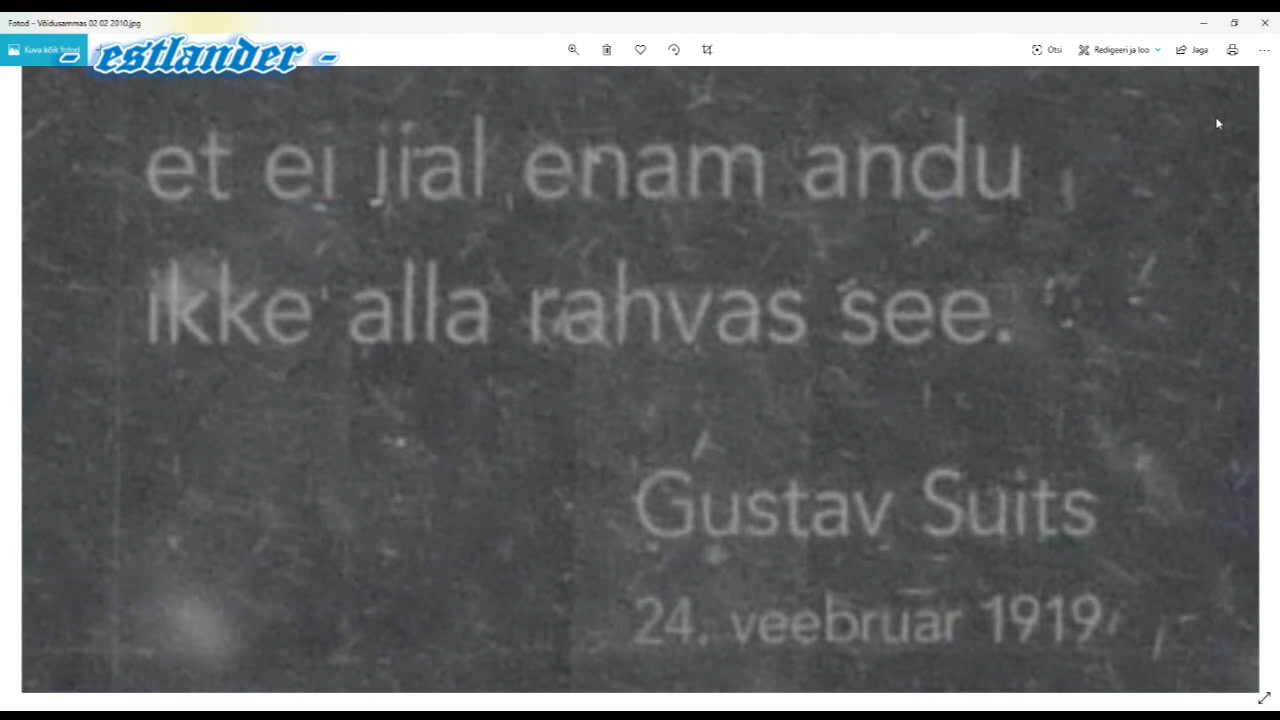 Fotod – Võidusammas 02 02 2010.jpg
Kuva kõik fotod
- estlander -
Otsi
Redigeeri ja loo
Jaga
et ei iial enam andu
ikke alla rahvas see.
Gustav Suits
24. veebruar 1919